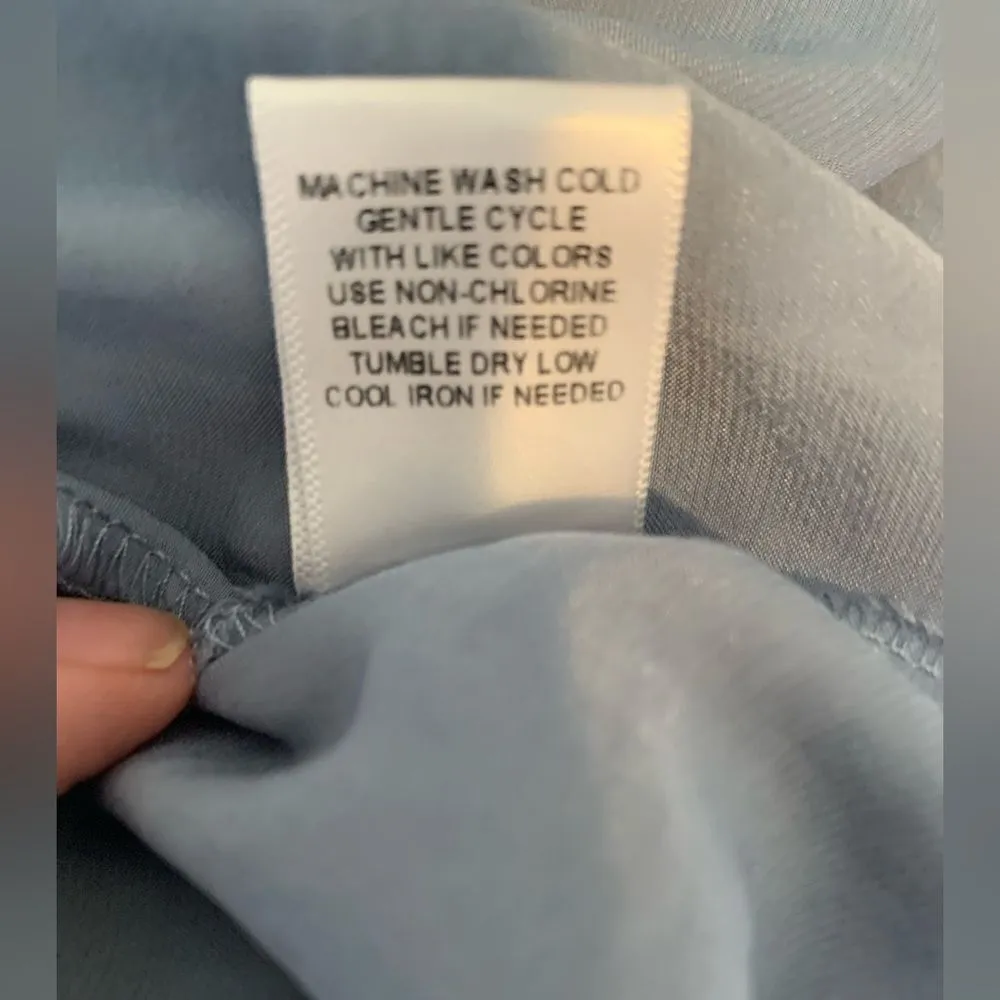 MACHINE WASH COLD
GENTLE CYCLE
WITH LIKE COLORS
USE NON-CHLORINE
BLEACH IF NEEDED
TUMBLE DRY LOW
COOL IRON IF NEEDED